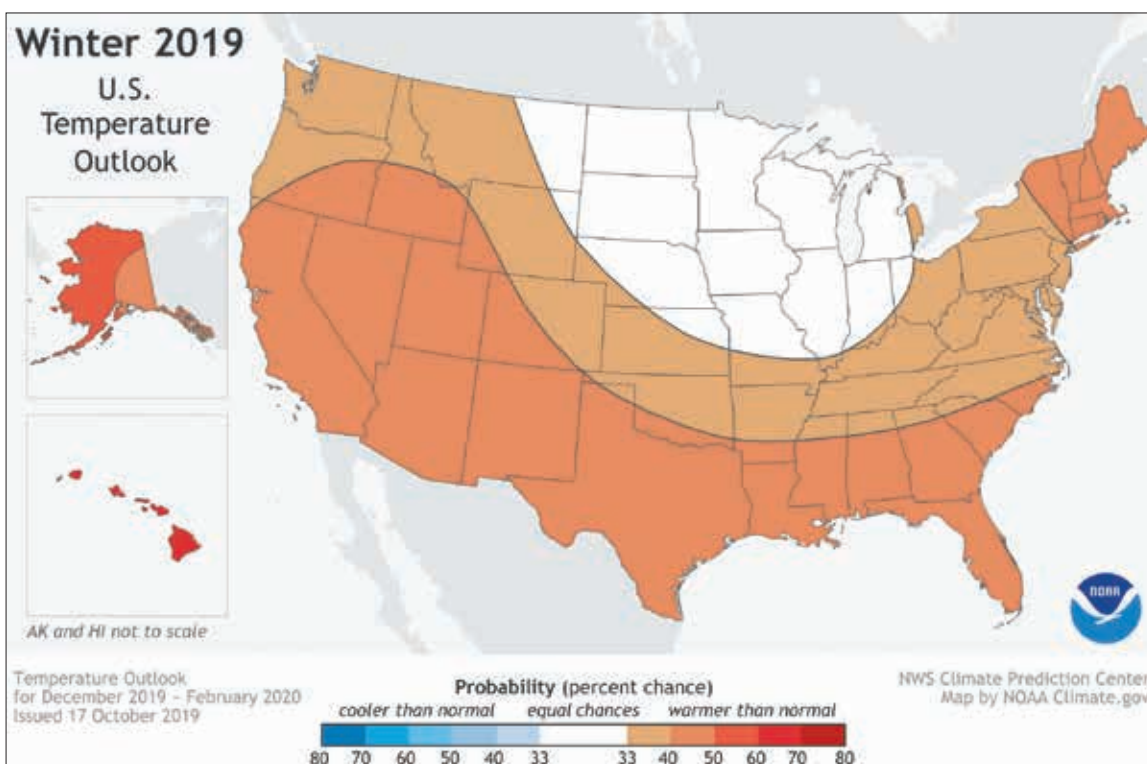 Winter 2019
U.S.
Temperature
Outlook
AK and HI not to scale
NOAA
Temperature Outlook
for December 2019 – February 2020
Issued 17 October 2019
NWS Climate Prediction Center
Map by NOAA Climate.gov
Probability (percent chance)
cooler than normal equal chances warmer than normal
80 70 60 50 40 33 33 40 50 60 70 80